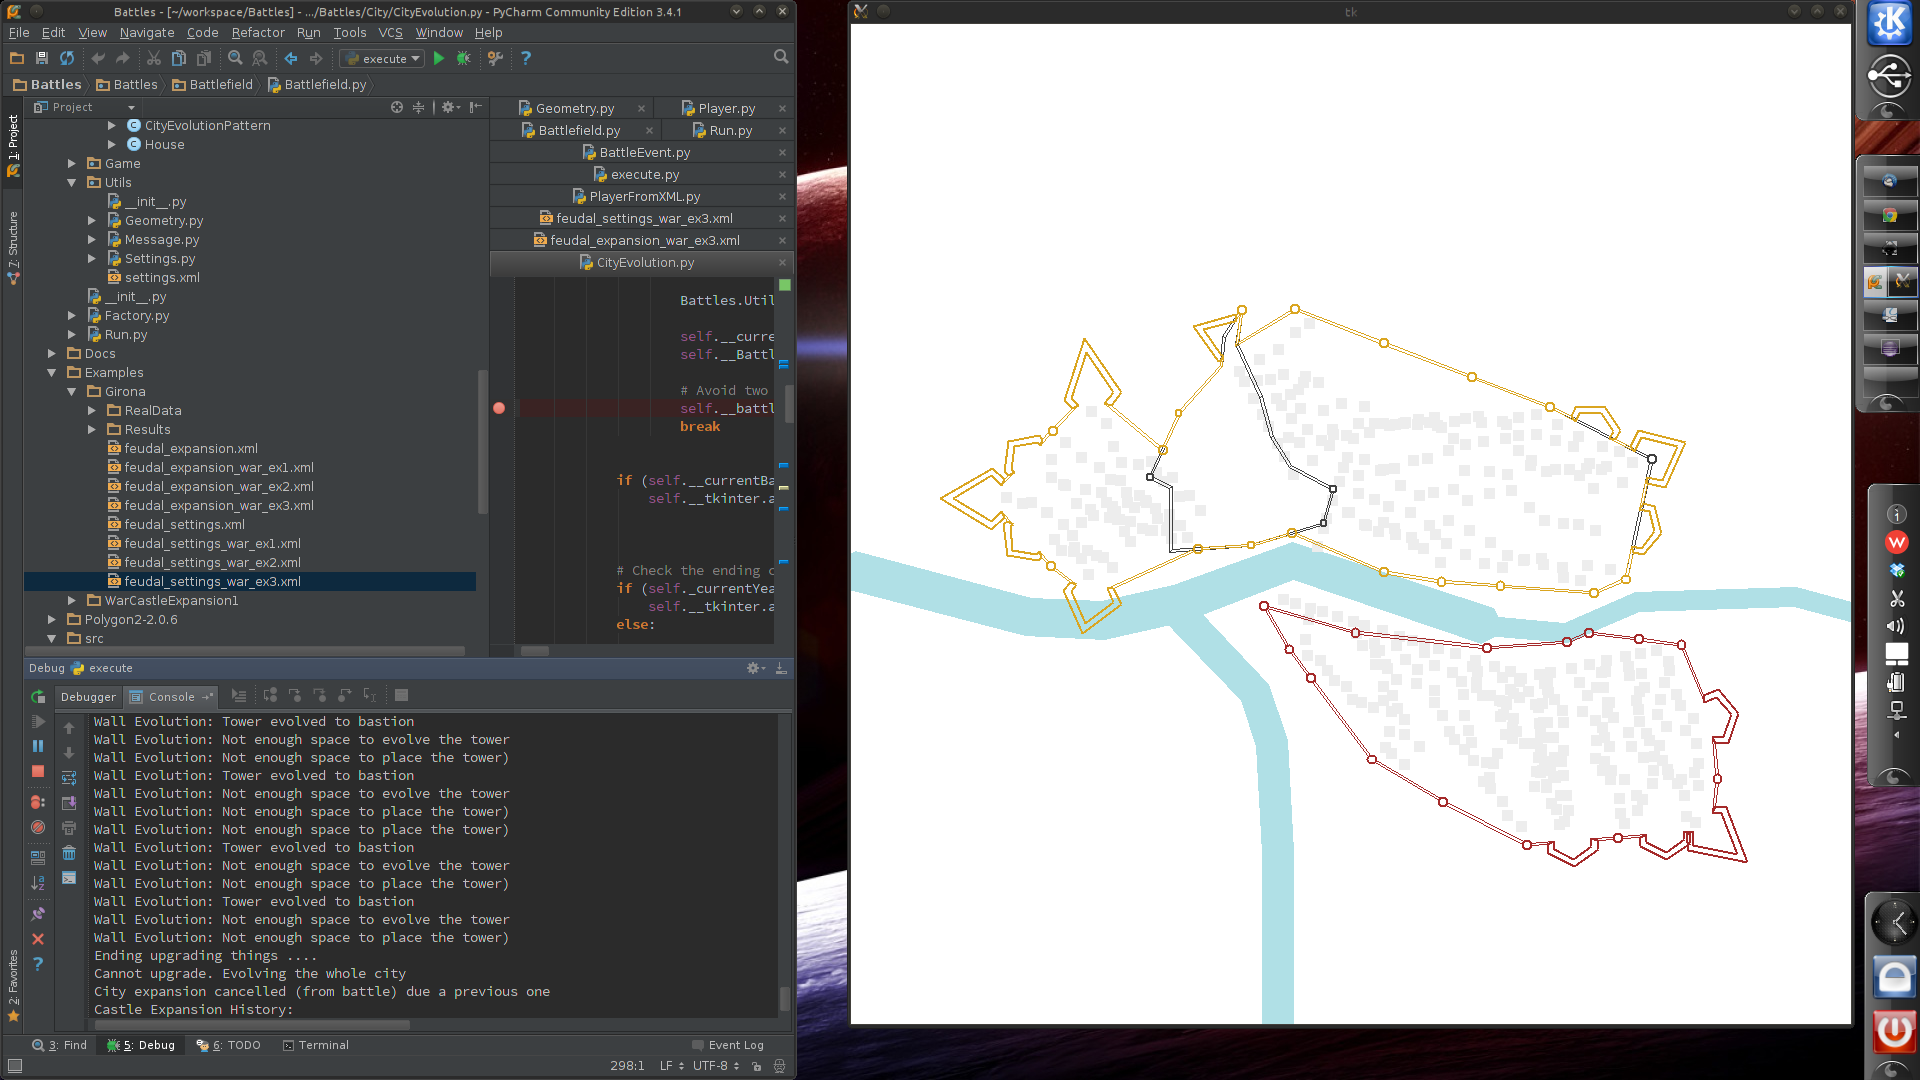 Battles - [~/workspace/Battles] - .../Battles/City/CityEvolution.py - PyCharm Community Edition 3.4.1
File Edit View Navigate Code Refactor Run Tools VCS Window Help
execute
Battles Battles Battlefield Battlefield.py
1: Project
7: Structure
2: Favorites
Project
CityEvolutionPattern
House
Game
Utils
__init__.py
Geometry.py
Message.py
Settings.py
settings.xml
__init__.py
Factory.py
Run.py
Docs
Examples
Girona
RealData
Results
feudal_expansion.xml
feudal_expansion_war_ex1.xml
feudal_expansion_war_ex2.xml
feudal_expansion_war_ex3.xml
feudal_settings.xml
feudal_settings_war_ex1.xml
feudal_settings_war_ex2.xml
feudal_settings_war_ex3.xml
WarCastleExpansion1
Polygon2-2.0.6
src
Geometry.py Player.py
Battlefield.py Run.py
BattleEvent.py
execute.py
PlayerFromXML.py
feudal_settings_war_ex3.xml
feudal_expansion_war_ex3.xml
CityEvolution.py
Battles.Util
self.__curre
self.__Battl
# Avoid two
self.__battl
break
if (self.__currentBa
self.__tkinter.a
# Check the ending c
if (self._currentYea
self.__tkinter.a
else:
Debug execute
Debugger Console
Wall Evolution: Tower evolved to bastion
Wall Evolution: Not enough space to evolve the tower
Wall Evolution: Not enough space to place the tower)
Wall Evolution: Tower evolved to bastion
Wall Evolution: Not enough space to evolve the tower
Wall Evolution: Not enough space to place the tower)
Wall Evolution: Not enough space to place the tower)
Wall Evolution: Tower evolved to bastion
Wall Evolution: Not enough space to evolve the tower
Wall Evolution: Not enough space to place the tower)
Wall Evolution: Tower evolved to bastion
Wall Evolution: Not enough space to evolve the tower
Wall Evolution: Not enough space to place the tower)
Ending upgrading things ....
Cannot upgrade. Evolving the whole city
City expansion cancelled (from battle) due a previous one
Castle Expansion History:
3: Find 5: Debug 6: TODO Terminal Event Log
298:1 LF UTF-8
tk